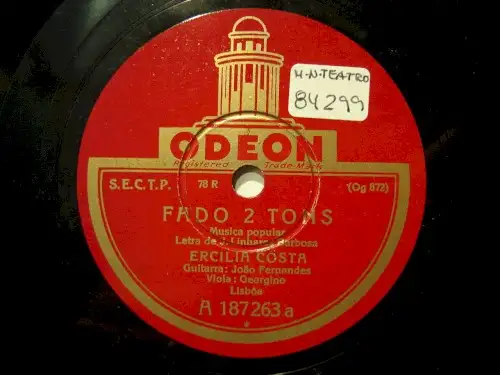 M·N·TEATRO
84299
ODEON
Registered Trade-Mark
S.E.C.T.P. 78 R (Og 872)
FADO 2 TONS
Musica popular
Letra de J. Linhares Barbosa
ERCILIA COSTA
Guitarra: João Fernandes
Viola: Georgino
Lisbôa
A 187263 a